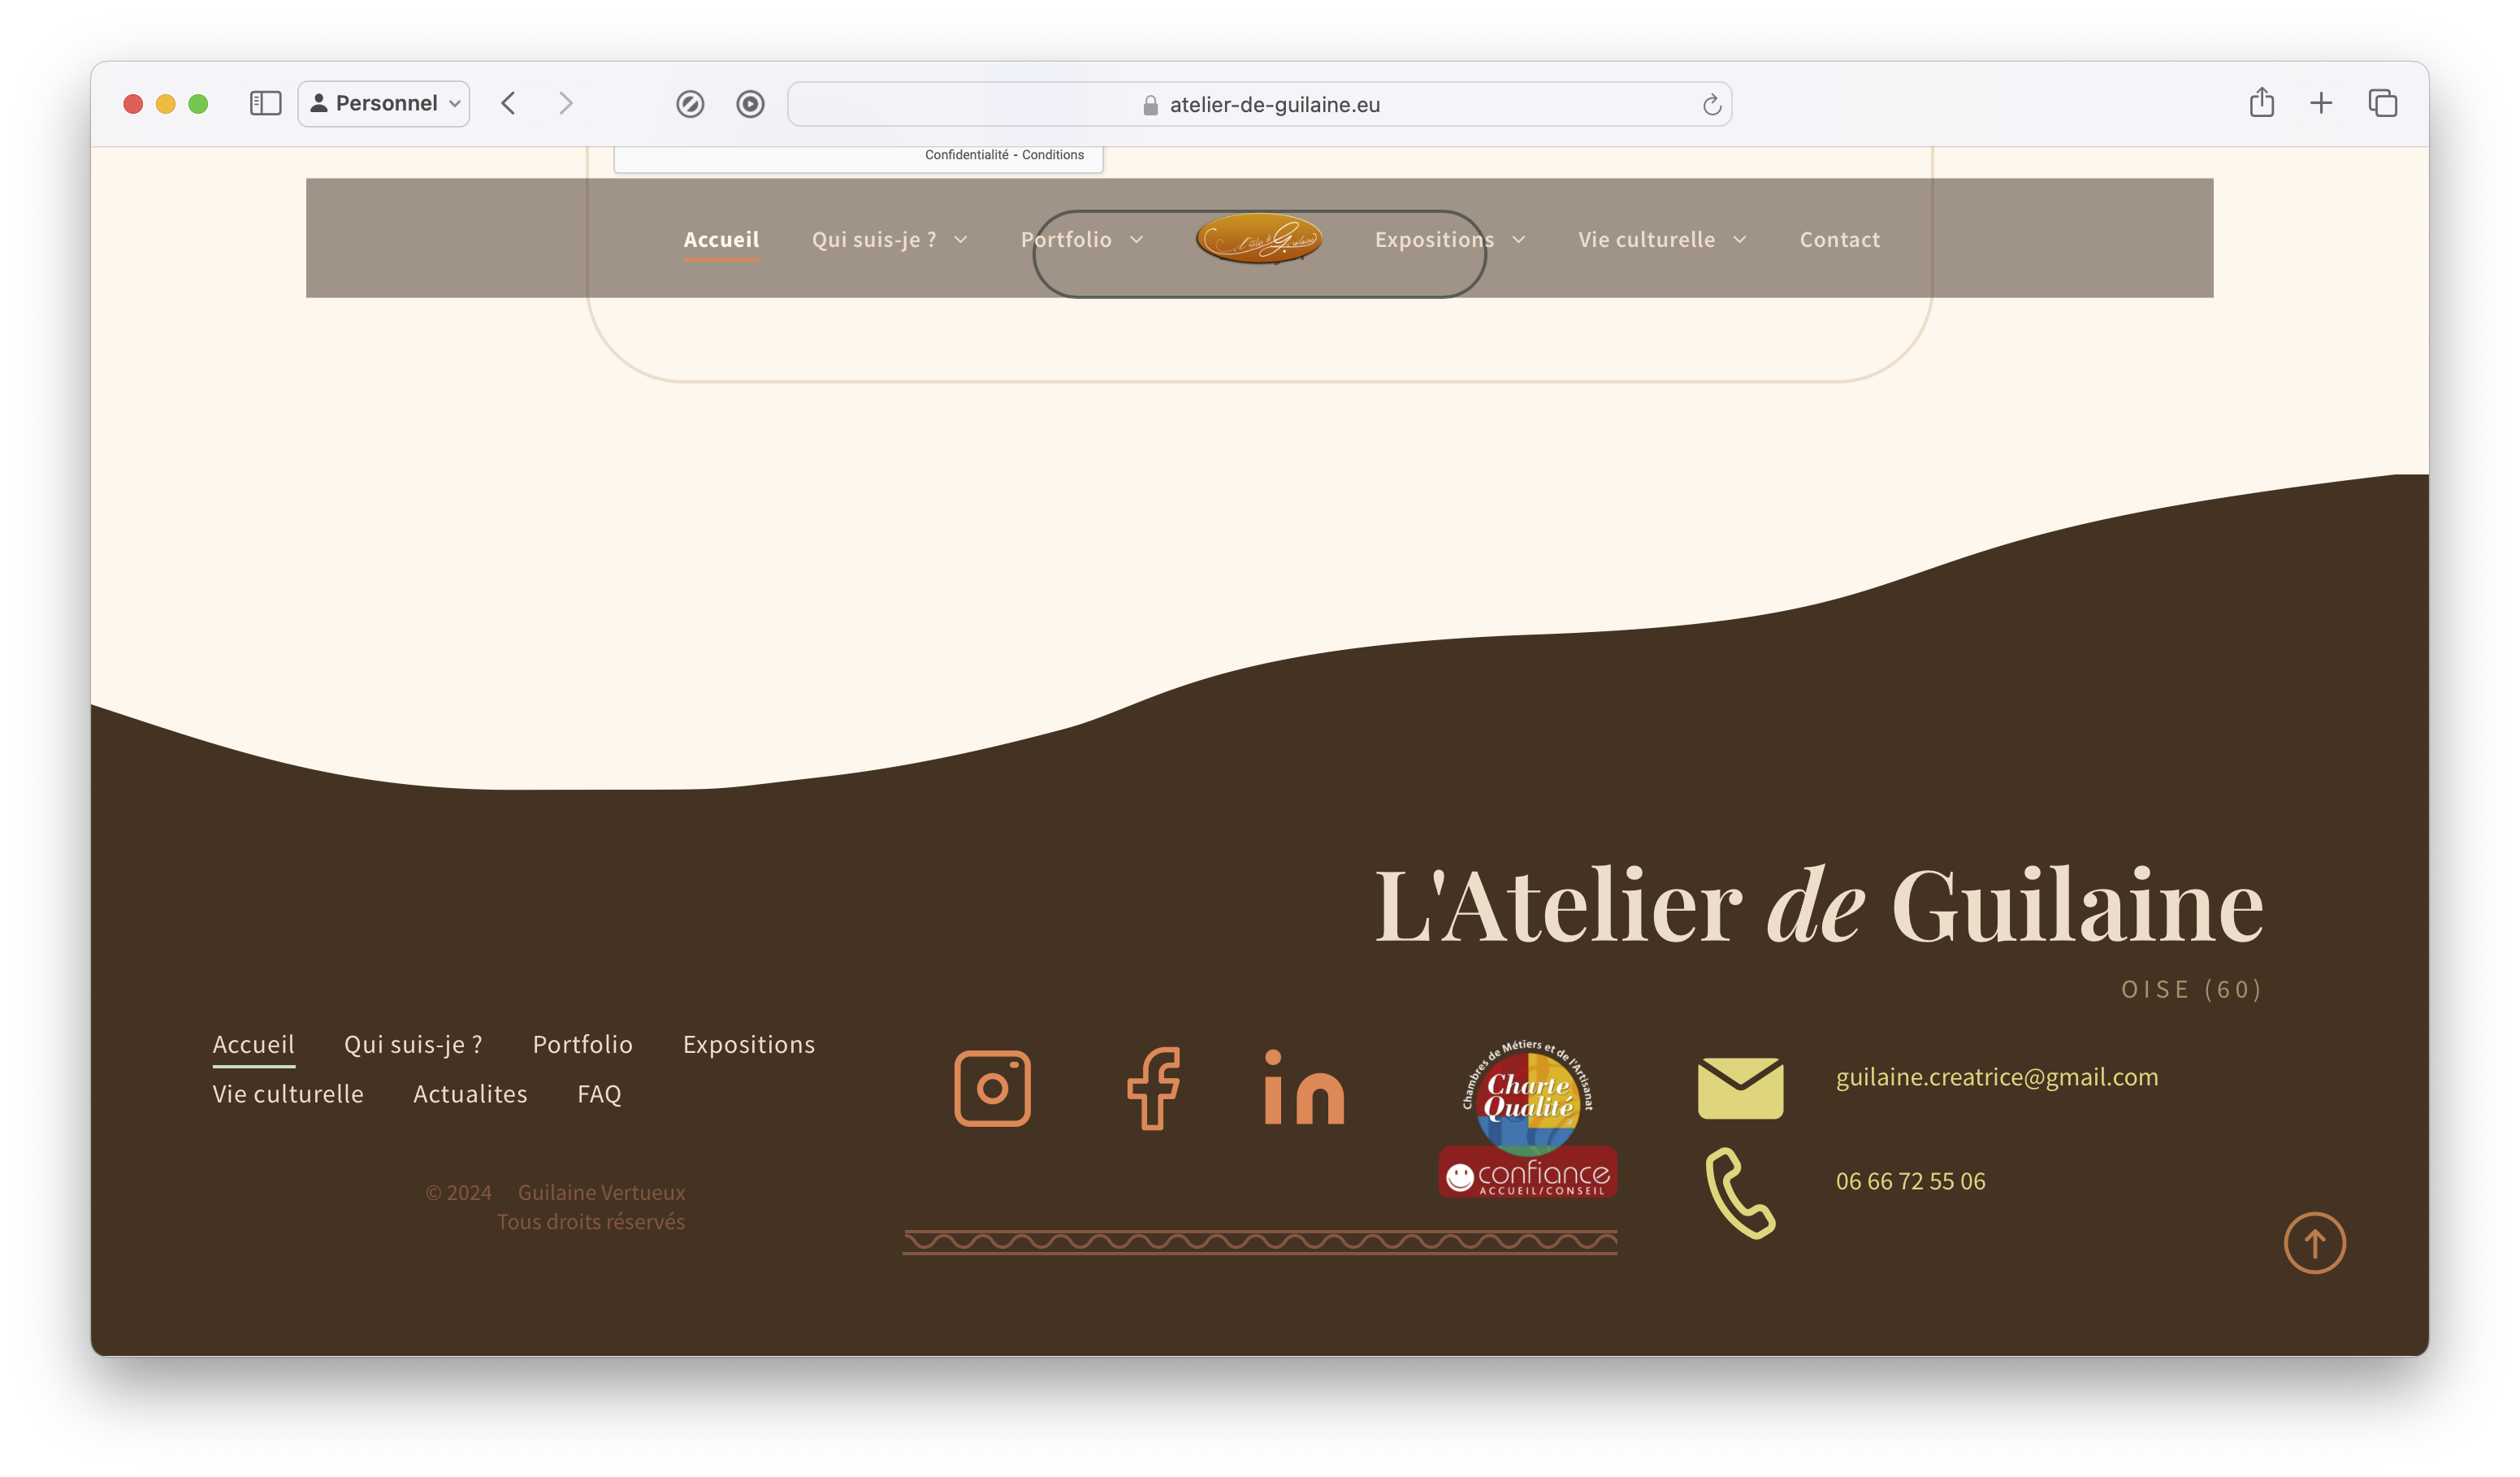 Personnel
atelier-de-guilaine.eu
Confidentialité - Conditions
Accueil Qui suis-je ? Portfolio Expositions Vie culturelle Contact
L'Atelier de Guilaine
OISE (60)
Accueil Qui suis-je ? Portfolio Expositions
Vie culturelle Actualites FAQ
© 2024 Guilaine Vertueux
Tous droits réservés
Chambres de Métiers et de l'Artisanat
Charte
Qualité
confiance
ACCUEIL/CONSEIL
guilaine.creatrice@gmail.com
06 66 72 55 06